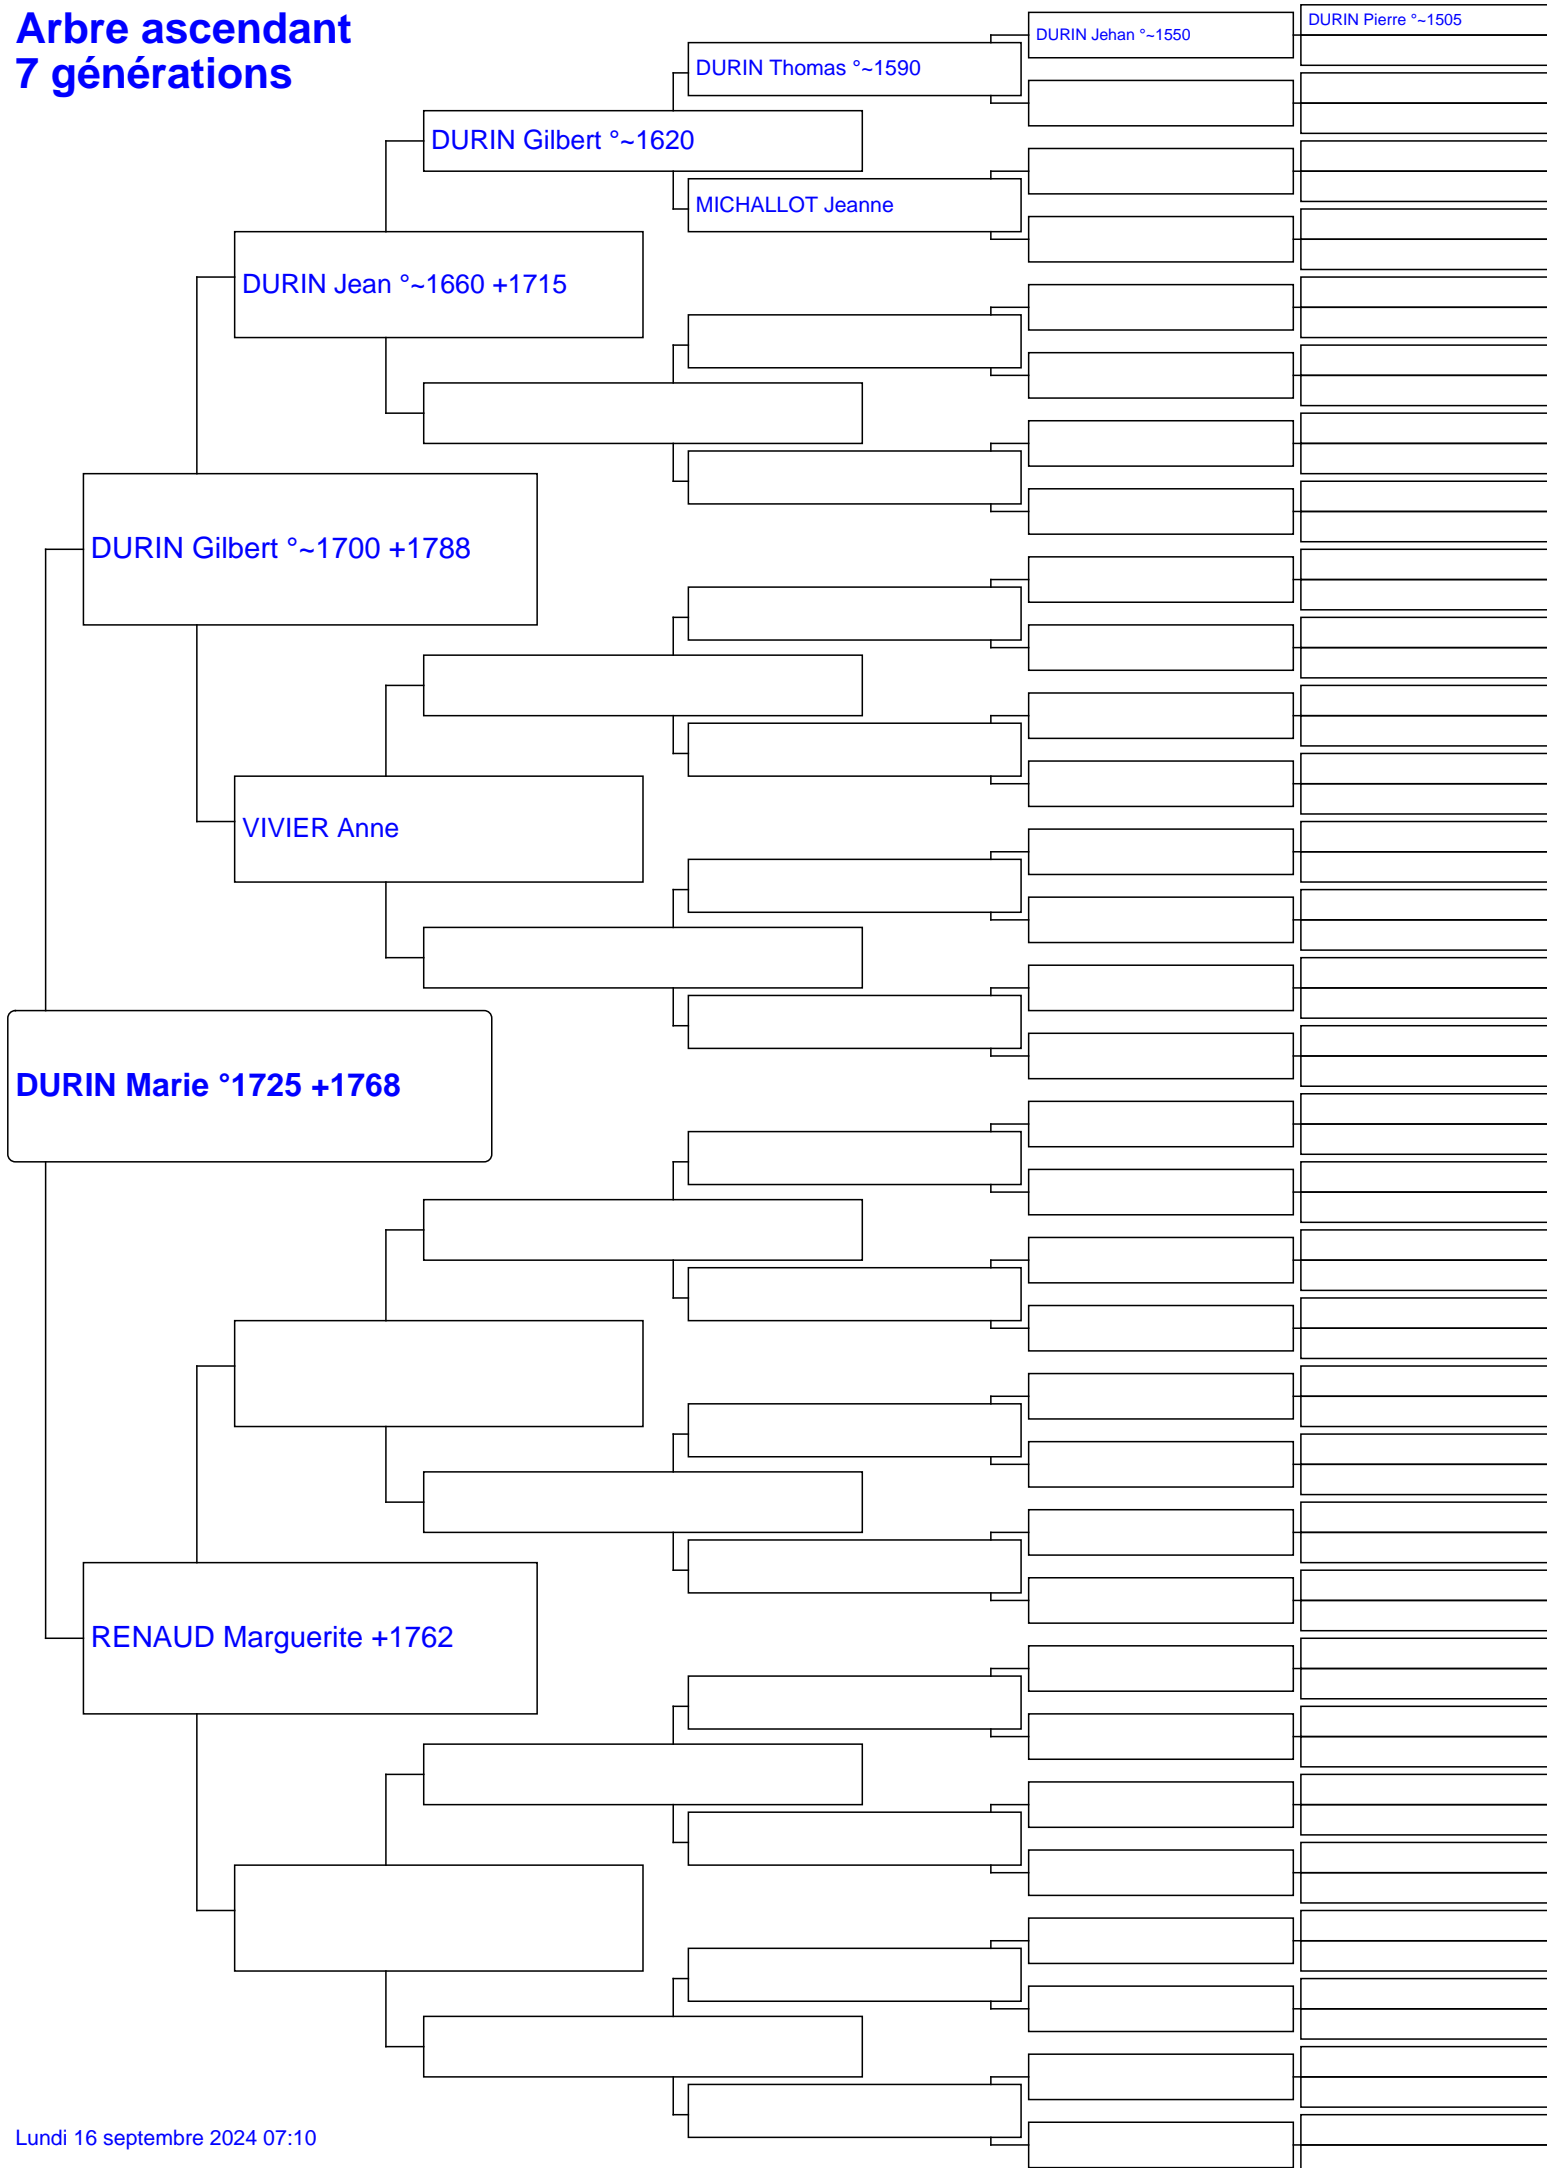 Arbre ascendant
7 générations
DURIN Pierre °~1505
DURIN Jehan °~1550
DURIN Thomas °~1590
DURIN Gilbert °~1620
MICHALLOT Jeanne
DURIN Jean °~1660 +1715
DURIN Gilbert °~1700 +1788
VIVIER Anne
DURIN Marie °1725 +1768
RENAUD Marguerite +1762
Lundi 16 septembre 2024 07:10